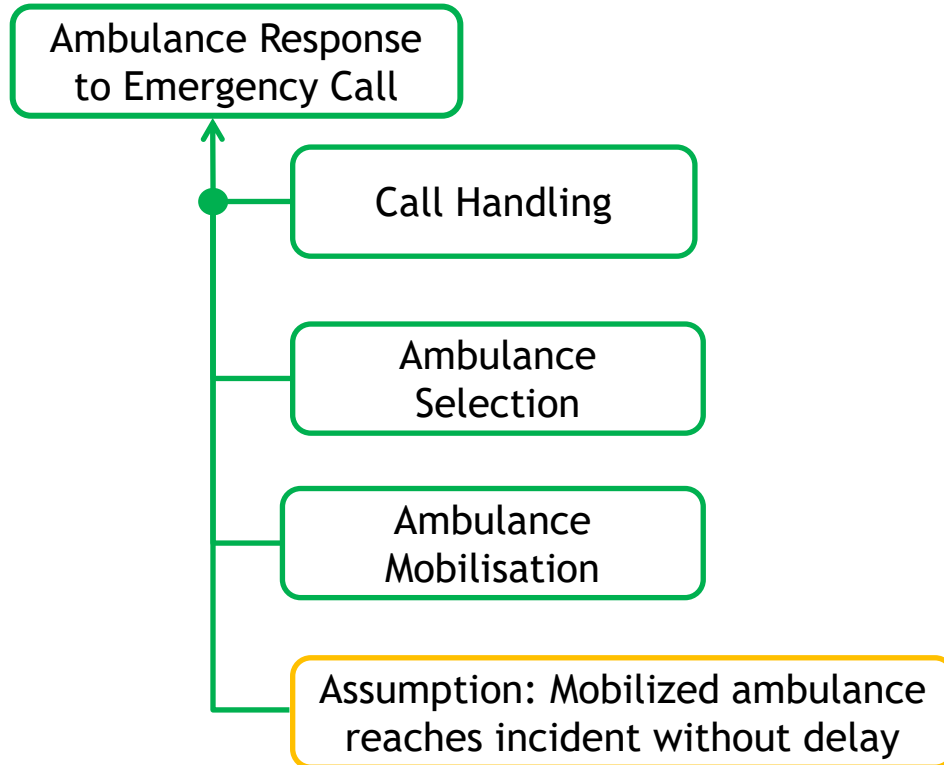 Ambulance Response
to Emergency Call
Call Handling
Ambulance
Selection
Ambulance
Mobilisation
Assumption: Mobilized ambulance
reaches incident without delay